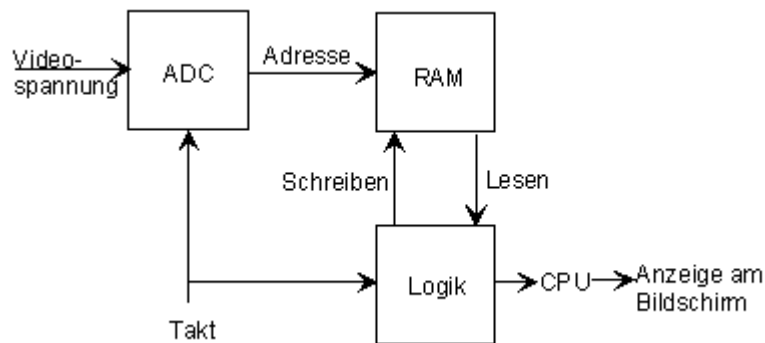 Video-
spannung
ADC
Adresse
RAM
Schreiben
Lesen
Takt
Logik
CPU
Anzeige am
Bildschirm